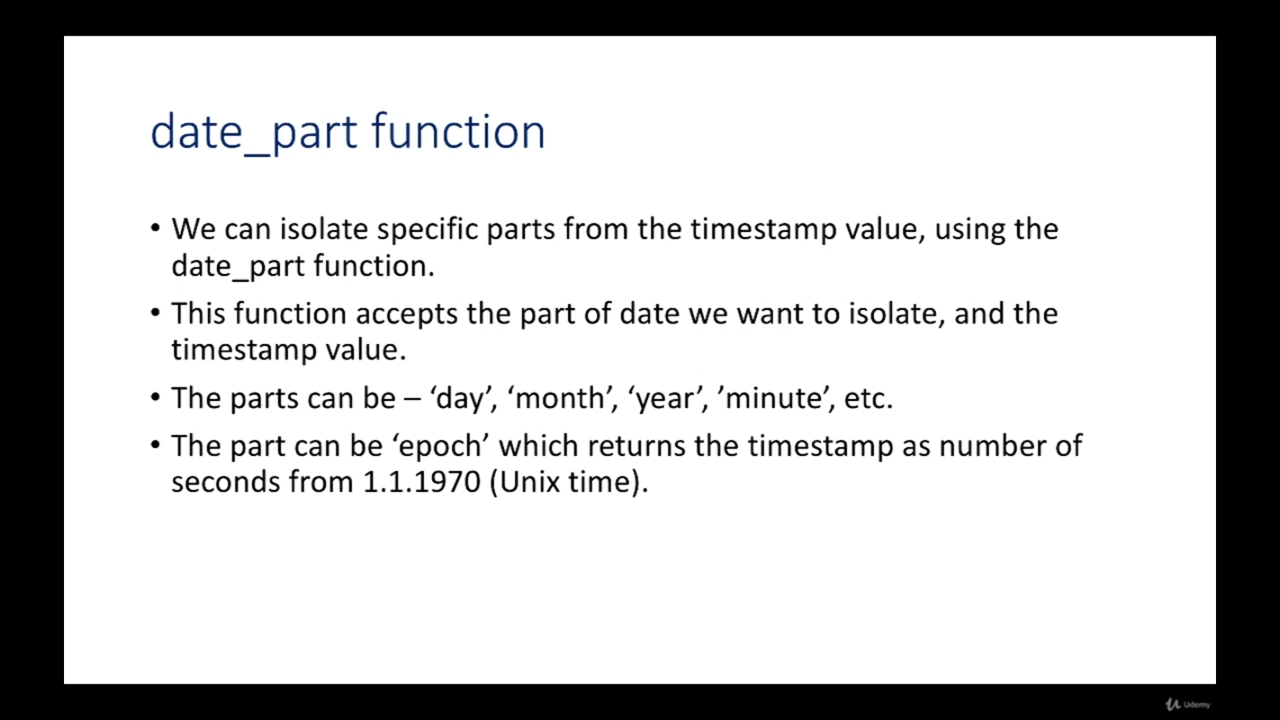 date_part function
• We can isolate specific parts from the timestamp value, using the
date_part function.
• This function accepts the part of date we want to isolate, and the
timestamp value.
• The parts can be – ‘day’, ‘month’, ‘year’, ’minute’, etc.
• The part can be ‘epoch’ which returns the timestamp as number of
seconds from 1.1.1970 (Unix time).
Udemy